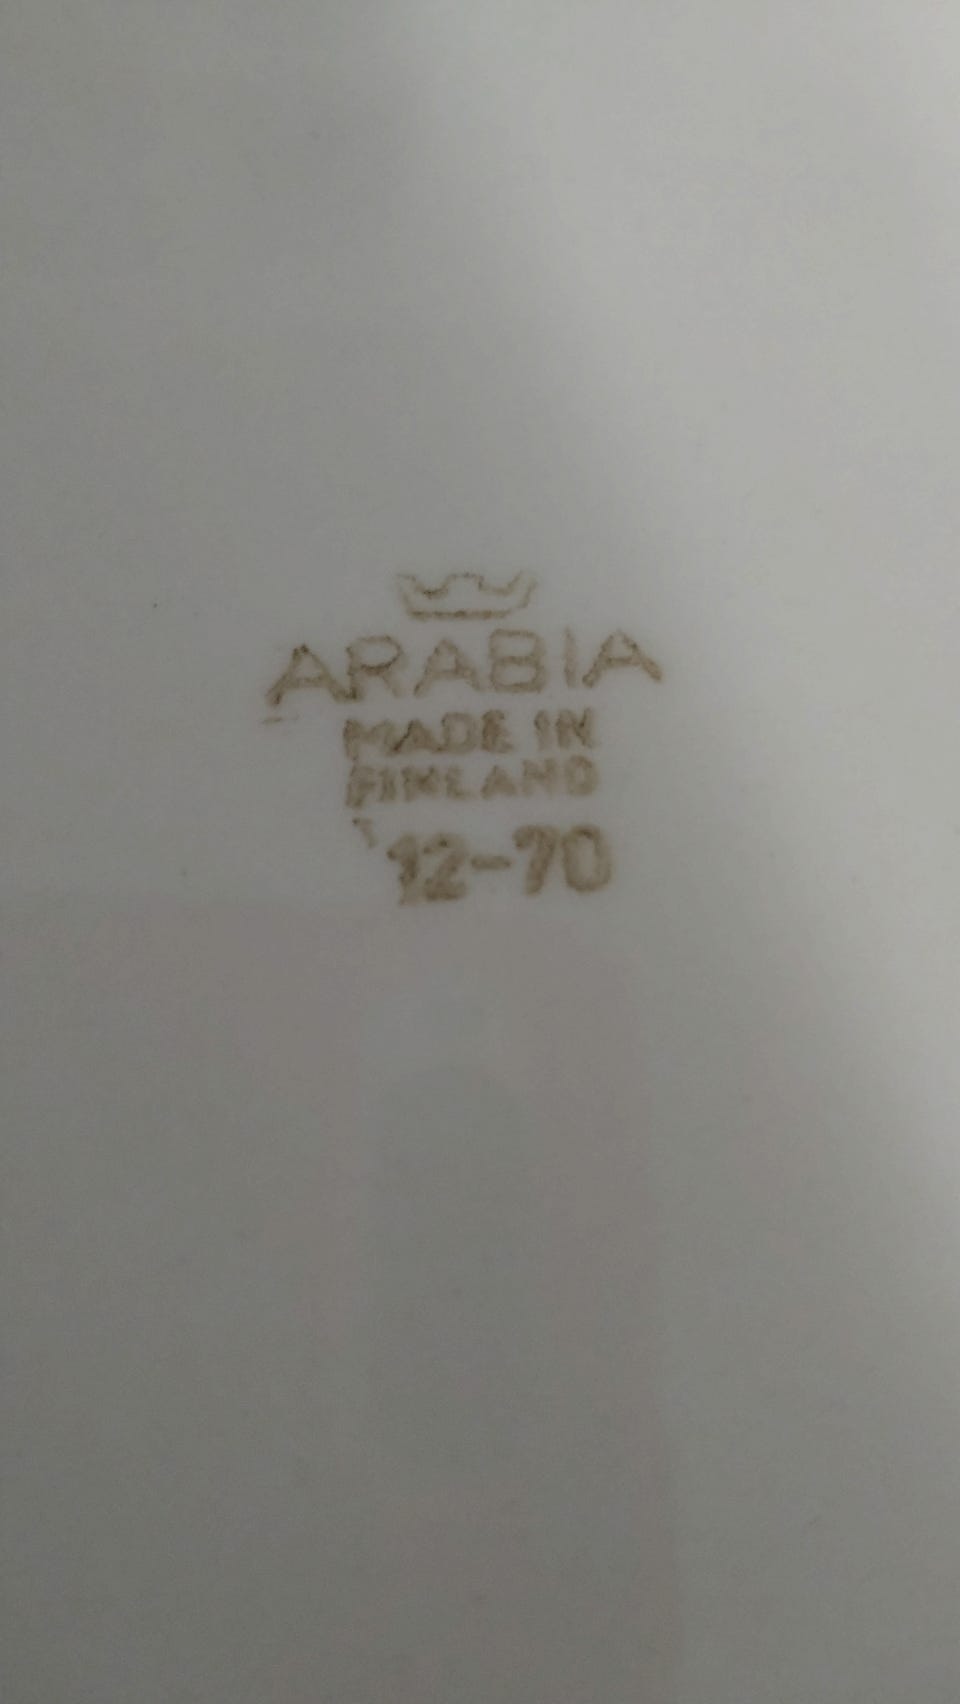 ARABIA
MADE IN
FINLAND
12-70